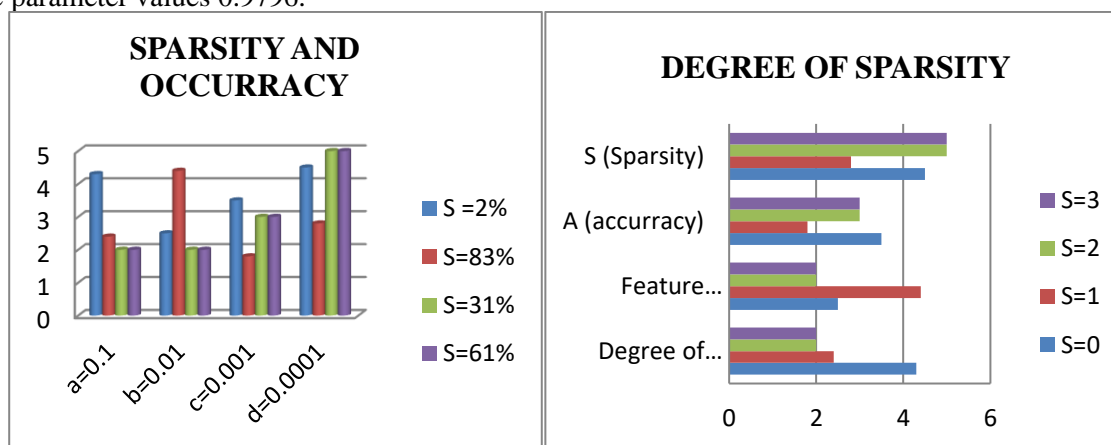 parameter values 0.9796.
SPARSITY AND
OCCURRACY
5
4
3
2
1
0
a=0.1
b=0.01
c=0.001
d=0.0001
S =2%
S=83%
S=31%
S=61%
DEGREE OF SPARSITY
S (Sparsity)
A (accurracy)
Feature...
Degree of...
0 2 4 6
S=3
S=2
S=1
S=0